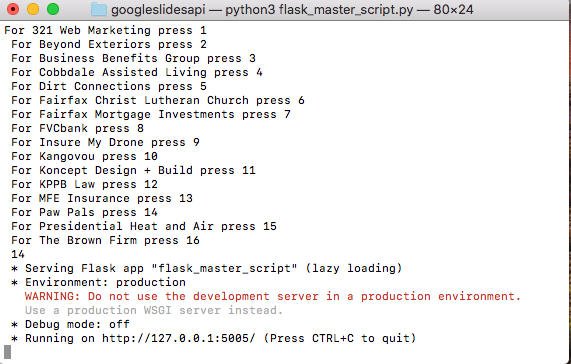 googleslidesapi — python3 flask_master_script.py — 80×24
For 321 Web Marketing press 1
For Beyond Exteriors press 2
For Business Benefits Group press 3
For Cobbdale Assisted Living press 4
For Dirt Connections press 5
For Fairfax Christ Lutheran Church press 6
For Fairfax Mortgage Investments press 7
For FVCbank press 8
For Insure My Drone press 9
For Kangovou press 10
For Koncept Design + Build press 11
For KPPB Law press 12
For MFE Insurance press 13
For Paw Pals press 14
For Presidential Heat and Air press 15
For The Brown Firm press 16
14
* Serving Flask app "flask_master_script" (lazy loading)
* Environment: production
WARNING: Do not use the development server in a production environment.
Use a production WSGI server instead.
* Debug mode: off
* Running on http://127.0.0.1:5005/ (Press CTRL+C to quit)